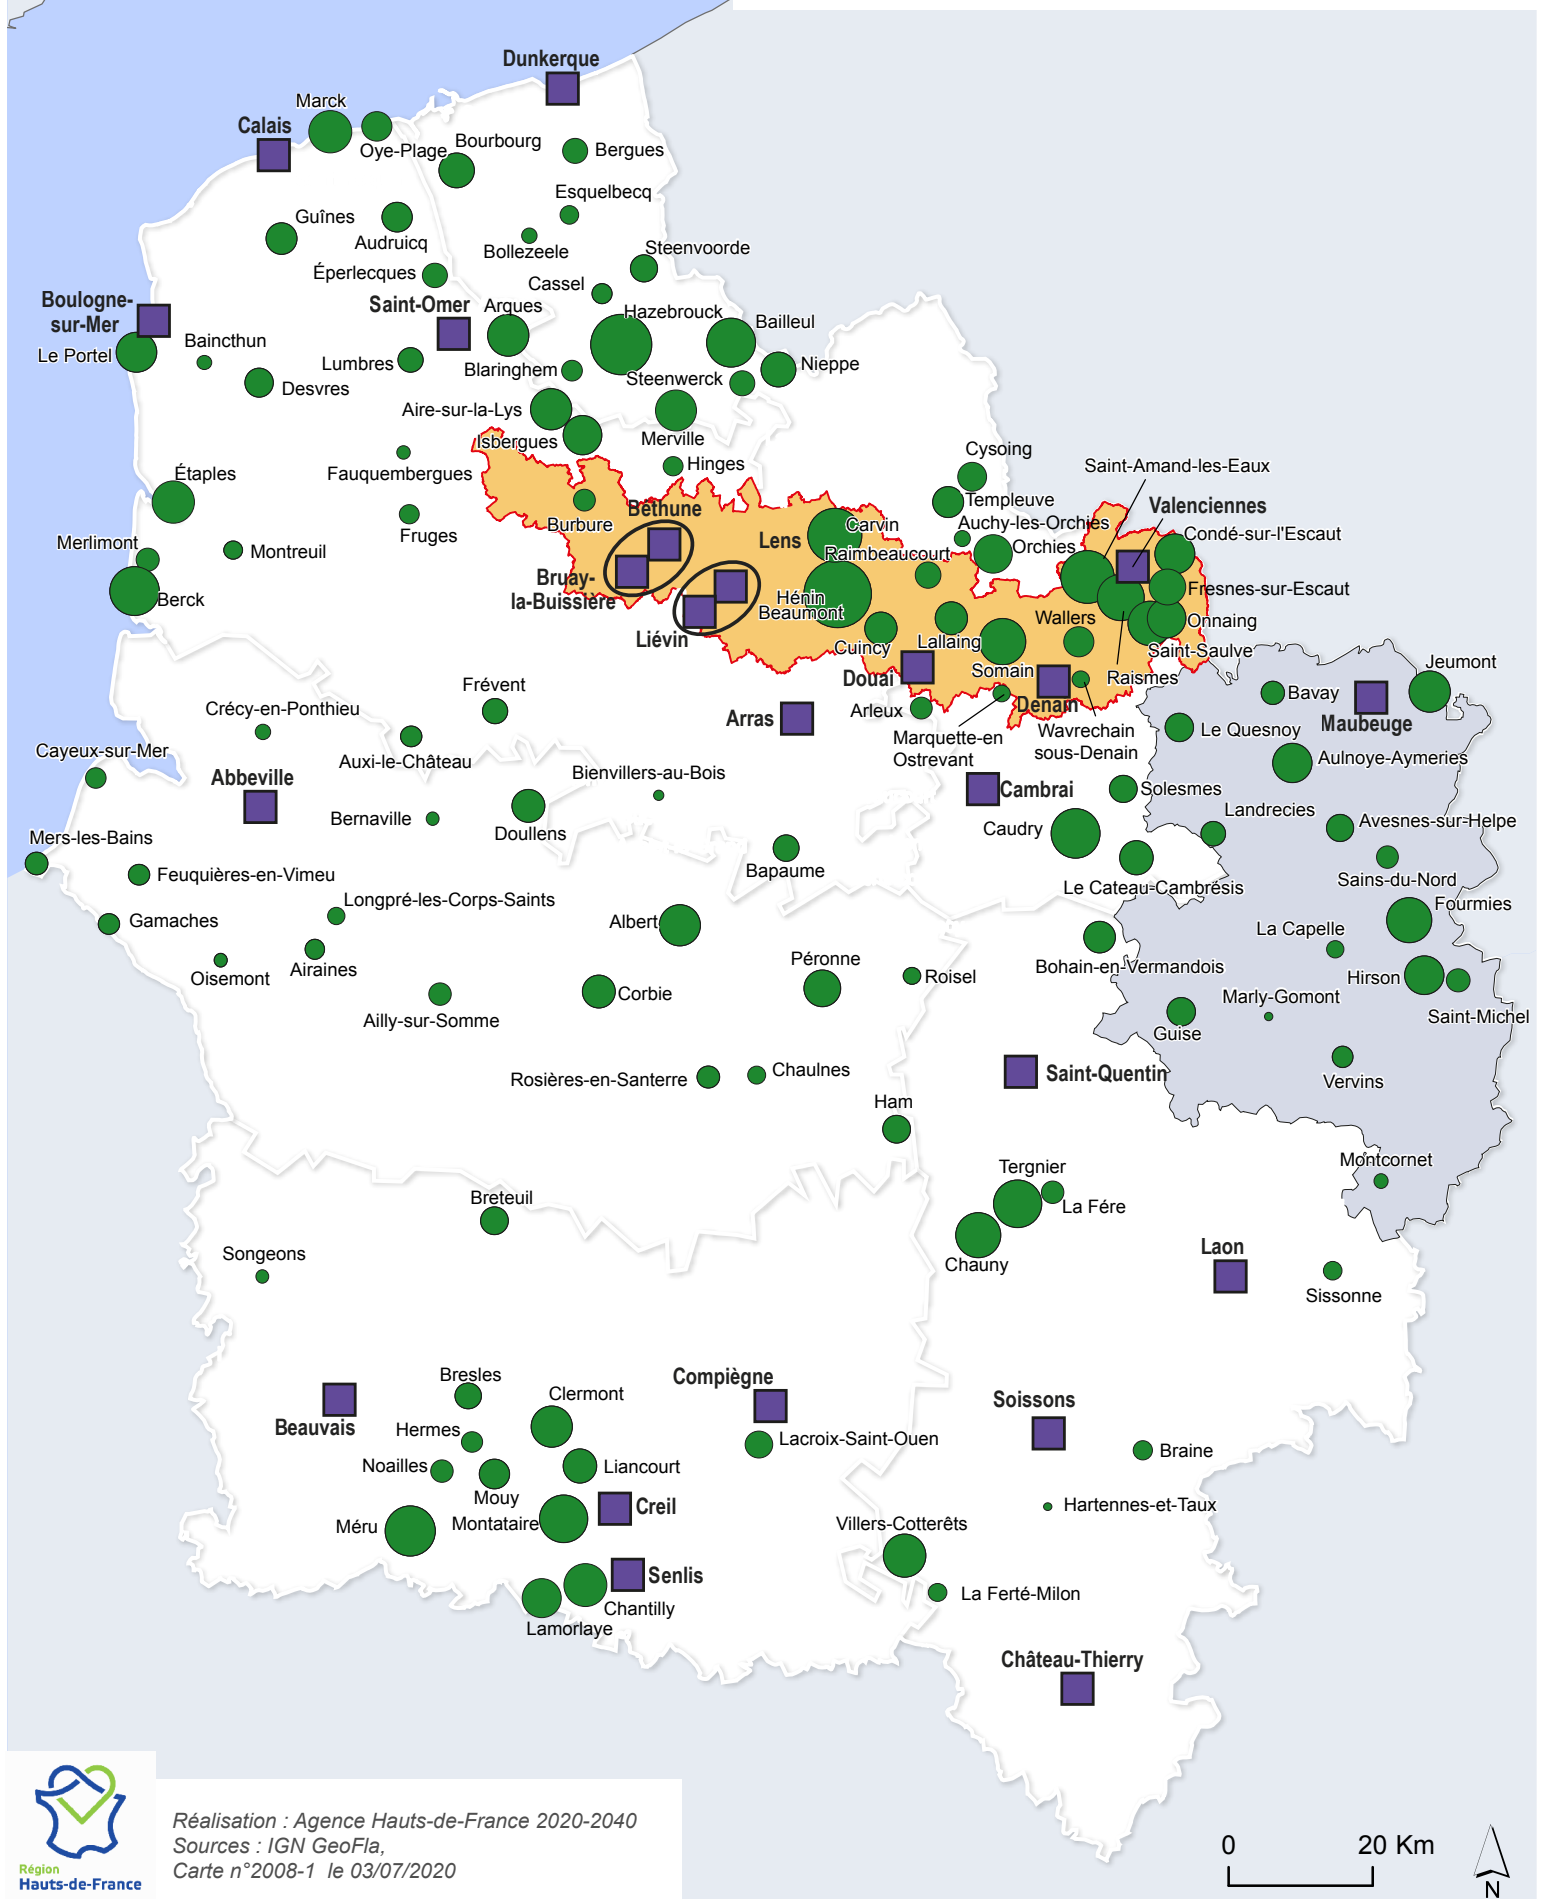 Dunkerque
Marck
Calais
Oye-Plage
Bourbourg
Bergues
Esquelbecq
Guînes
Audruicq
Bollezeele
Steenvoorde
Éperlecques
Cassel
Boulogne-
sur-Mer
Saint-Omer
Arques
Hazebrouck
Bailleul
Le Portel
Baincthun
Lumbres
Blaringhem
Steenwerck
Nieppe
Desvres
Aire-sur-la-Lys
Isbergues
Merville
Hinges
Cysoing
Saint-Amand-les-Eaux
Fauquembergues
Étaples
Templeuve
Valenciennes
Burbure
Béthune
Carvin
Auchy-les-Orchies
Condé-sur-l'Escaut
Fruges
Lens
Orchies
Merlimont
Montreuil
Raimbeaucourt
Bruay-
la-Buissière
Fresnes-sur-Escaut
Berck
Hénin
Beaumont
Wallers
Onnaing
Liévin
Cuincy
Lallaing
Saint-Saulve
Somain
Raismes
Jeumont
Douai
Denain
Bavay
Maubeuge
Frévent
Arleux
Crécy-en-Ponthieu
Arras
Marquette-en
Ostrevant
Wavrechain
sous-Denain
Le Quesnoy
Cayeux-sur-Mer
Auxi-le-Château
Aulnoye-Aymeries
Abbeville
Bienvillers-au-Bois
Cambrai
Solesmes
Bernaville
Doullens
Caudry
Landrecies
Avesnes-sur-Helpe
Mers-les-Bains
Bapaume
Feuquières-en-Vimeu
Le Cateau-Cambrésis
Sains-du-Nord
Longpré-les-Corps-Saints
Fourmies
Gamaches
Albert
La Capelle
Oisemont
Airaines
Péronne
Roisel
Bohain-en-Vermandois
Hirson
Corbie
Marly-Gomont
Ailly-sur-Somme
Saint-Michel
Guise
Rosières-en-Santerre
Chaulnes
Saint-Quentin
Vervins
Ham
Tergnier
Montcornet
Breteuil
La Fére
Songeons
Chauny
Laon
Sissonne
Bresles
Compiègne
Clermont
Soissons
Beauvais
Hermes
Lacroix-Saint-Ouen
Braine
Noailles
Liancourt
Mouy
Creil
Hartennes-et-Taux
Méru
Montataire
Villers-Cotterêts
Senlis
La Ferté-Milon
Chantilly
Lamorlaye
Château-Thierry
Réalisation : Agence Hauts-de-France 2020-2040
Sources : IGN GeoFla,
Carte n°2008-1 le 03/07/2020
Région
Hauts-de-France
0 20 Km
N